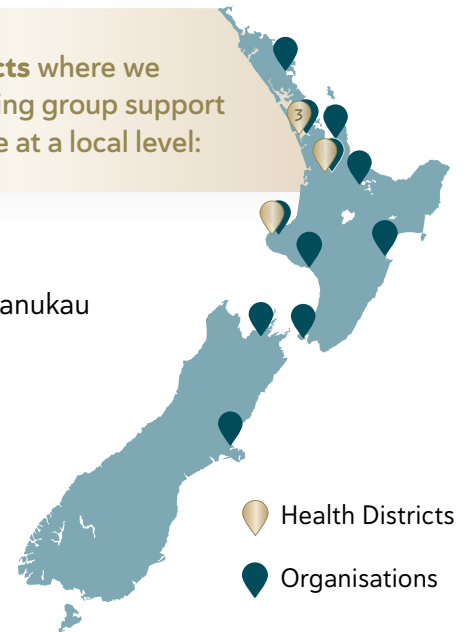 cts where we
ing group support
e at a local level:
3
anukau
Health Districts
Organisations